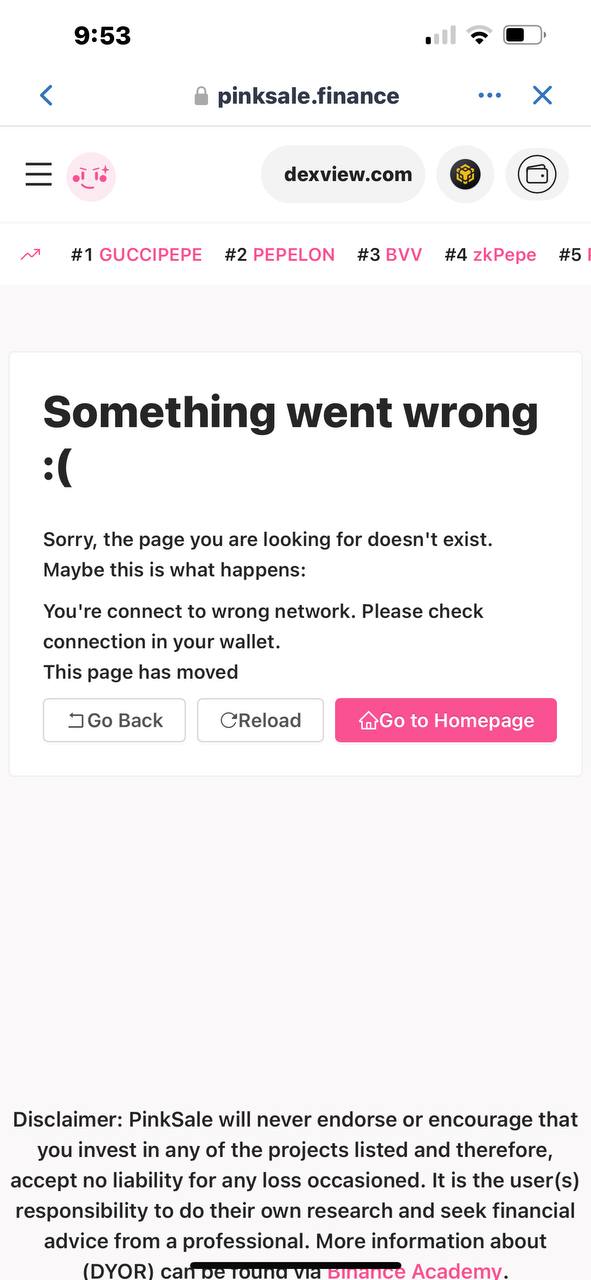 9:53
pinksale.finance
dexview.com
#1 GUCCIPEPE #2 PEPELON #3 BVV #4 zkPepe #5
Something went wrong
:(
Sorry, the page you are looking for doesn't exist.
Maybe this is what happens:
You're connect to wrong network. Please check
connection in your wallet.
This page has moved
Go Back Reload Go to Homepage
Disclaimer: PinkSale will never endorse or encourage that
you invest in any of the projects listed and therefore,
accept no liability for any loss occasioned. It is the user(s)
responsibility to do their own research and seek financial
advice from a professional. More information about
(DYOR) can be found via Binance Academy.